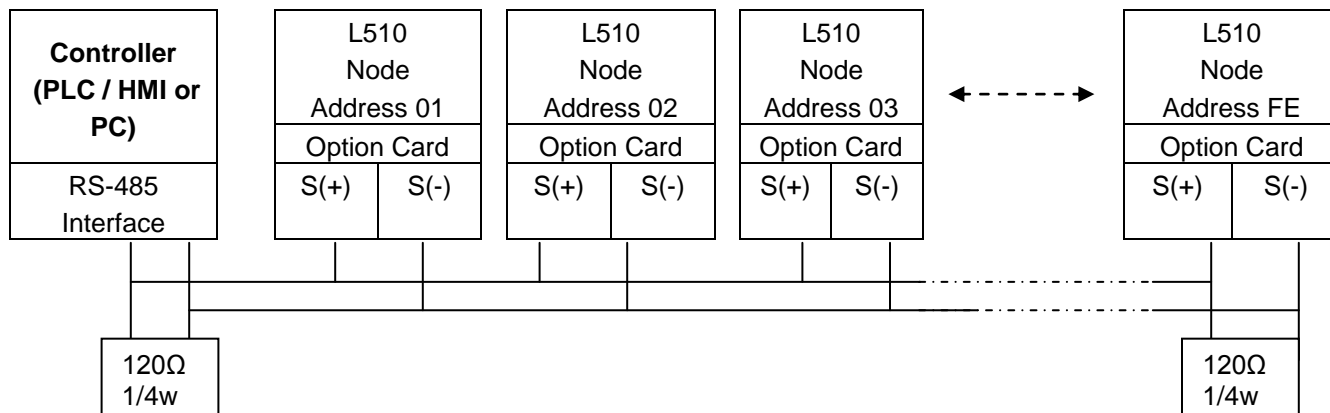 Controller
(PLC / HMI or
PC)
RS-485
Interface
L510
Node
Address 01
Option Card
S(+) S(-)
L510
Node
Address 02
Option Card
S(+) S(-)
L510
Node
Address 03
Option Card
S(+) S(-)
L510
Node
Address FE
Option Card
S(+) S(-)
120Ω
1/4w
120Ω
1/4w